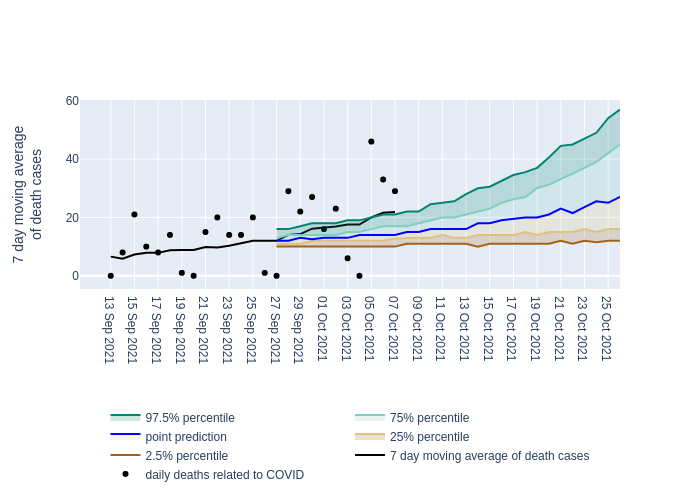 7 day moving average
of death cases
60
40
20
0
13 Sep 2021
15 Sep 2021
17 Sep 2021
19 Sep 2021
21 Sep 2021
23 Sep 2021
25 Sep 2021
27 Sep 2021
29 Sep 2021
01 Oct 2021
03 Oct 2021
05 Oct 2021
07 Oct 2021
09 Oct 2021
11 Oct 2021
13 Oct 2021
15 Oct 2021
17 Oct 2021
19 Oct 2021
21 Oct 2021
23 Oct 2021
25 Oct 2021
97.5% percentile
75% percentile
point prediction
25% percentile
2.5% percentile
7 day moving average of death cases
daily deaths related to COVID